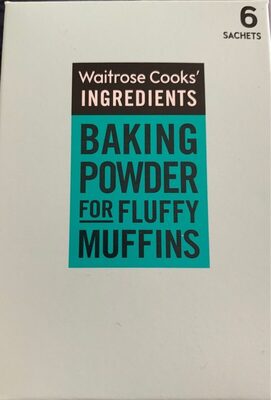 6
SACHETS
Waitrose Cooks'
INGREDIENTS
BAKING
POWDER
FOR FLUFFY
MUFFINS